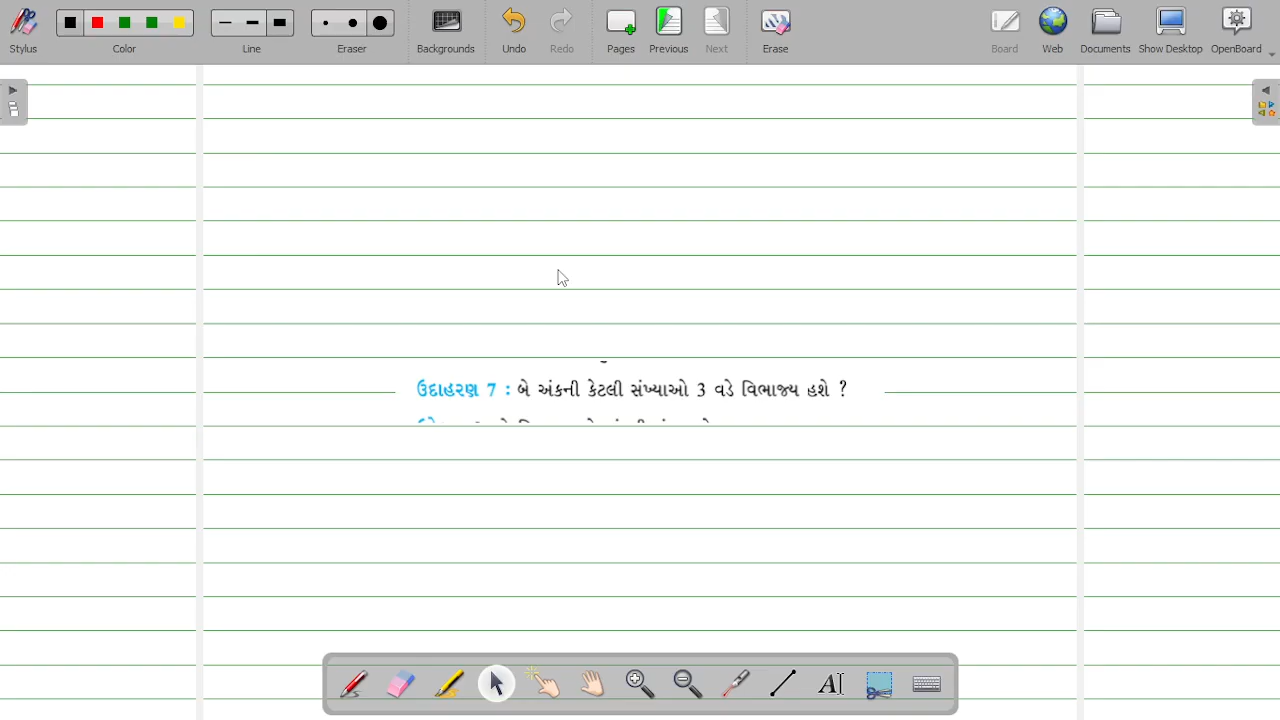 Stylus Color Line Eraser Backgrounds Undo Redo Pages Previous Next Erase Board Web Documents Show Desktop OpenBoard
ઉદાહરણ 7 : બે અંકની કેટલી સંખ્યાઓ 3 વડે વિભાજ્ય હશે ?